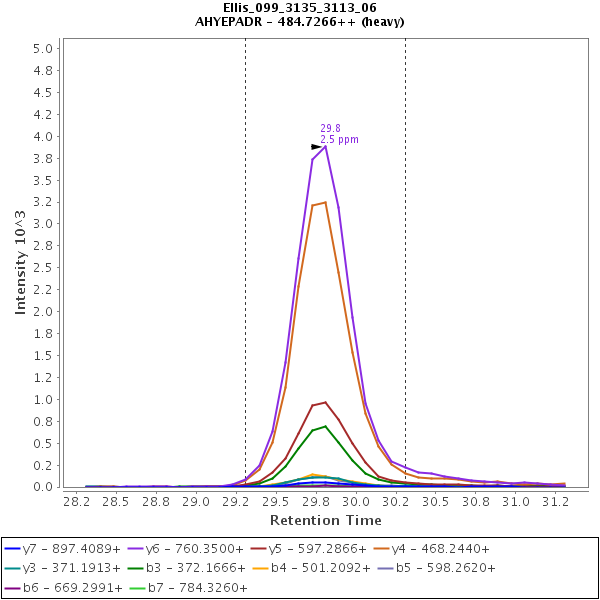 Ellis_099_3135_3113_06
AHYEPADR - 484.7266++ (heavy)
5.0
4.8
4.5
4.2
4.0
3.8
3.5
3.2
3.0
2.8
2.5
2.2
2.0
1.8
1.5
1.2
1.0
0.8
0.5
0.2
0.0
Intensity 10^3
29.8
2.5 ppm
28.2 28.5 28.8 29.0 29.2 29.5 29.8 30.0 30.2 30.5 30.8 31.0 31.2
Retention Time
y7 - 897.4089+ y6 - 760.3500+ y5 - 597.2866+ y4 - 468.2440+
y3 - 371.1913+ b3 - 372.1666+ b4 - 501.2092+ b5 - 598.2620+
b6 - 669.2991+ b7 - 784.3260+